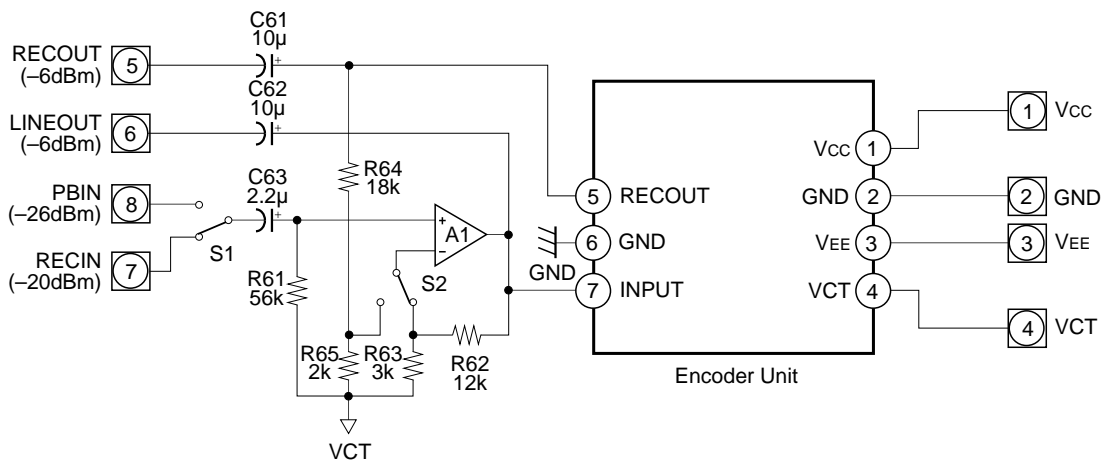 RECOUT
(–6dBm)
5
C61
10μ
+
LINEOUT
(–6dBm)
6
C62
10μ
+
PBIN
(–26dBm)
8
RECIN
(–20dBm)
7
S1
C63
2.2μ
+
R64
18k
R61
56k
+
–
A1
S2
R65
2k
R63
3k
R62
12k
VCT
5
RECOUT
6
GND
GND
7
INPUT
VCC
1
GND
2
VEE
3
VCT
4
Encoder Unit
1
VCC
2
GND
3
VEE
4
VCT